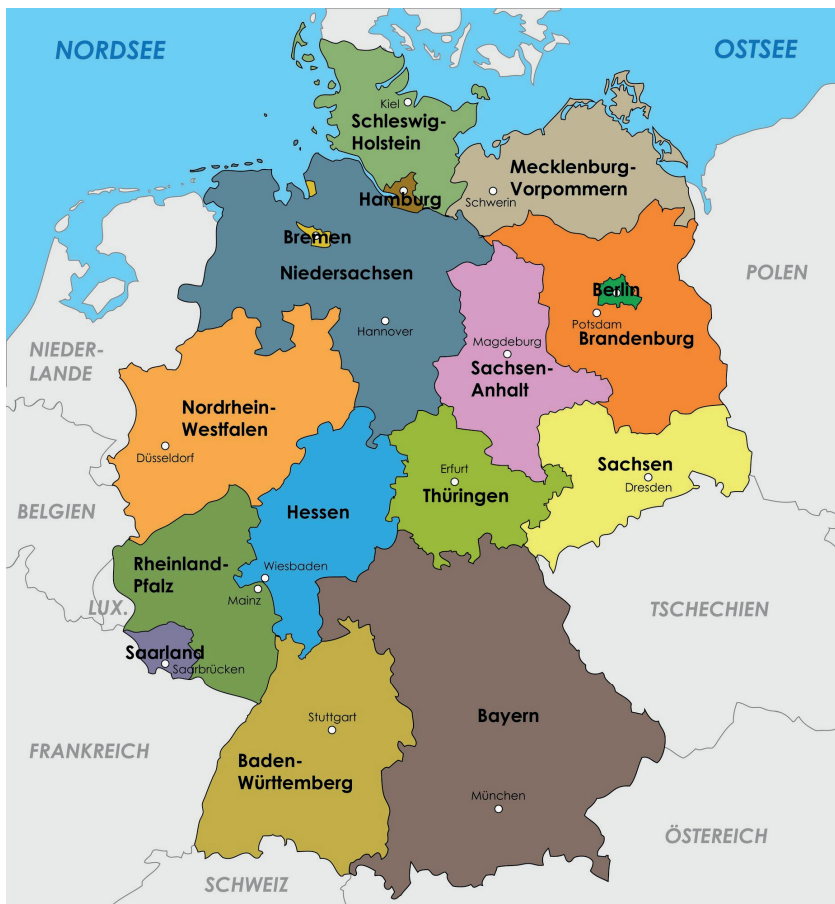 NORDSEE
OSTSEE
Kiel
Schleswig-
Holstein
Mecklenburg-
Vorpommern
Schwerin
Hamburg
Bremen
Niedersachsen
Hannover
Berlin
Potsdam
Brandenburg
POLEN
NIEDER-
LANDE
Magdeburg
Sachsen-
Anhalt
Nordrhein-
Westfalen
Düsseldorf
Sachsen
Dresden
Erfurt
Thüringen
Hessen
BELGIEN
Rheinland-
Pfalz
Wiesbaden
Mainz
LUX.
TSCHECHIEN
Saarland
Saarbrücken
Stuttgart
Bayern
FRANKREICH
Baden-
Württemberg
München
ÖSTEREICH
SCHWEIZ